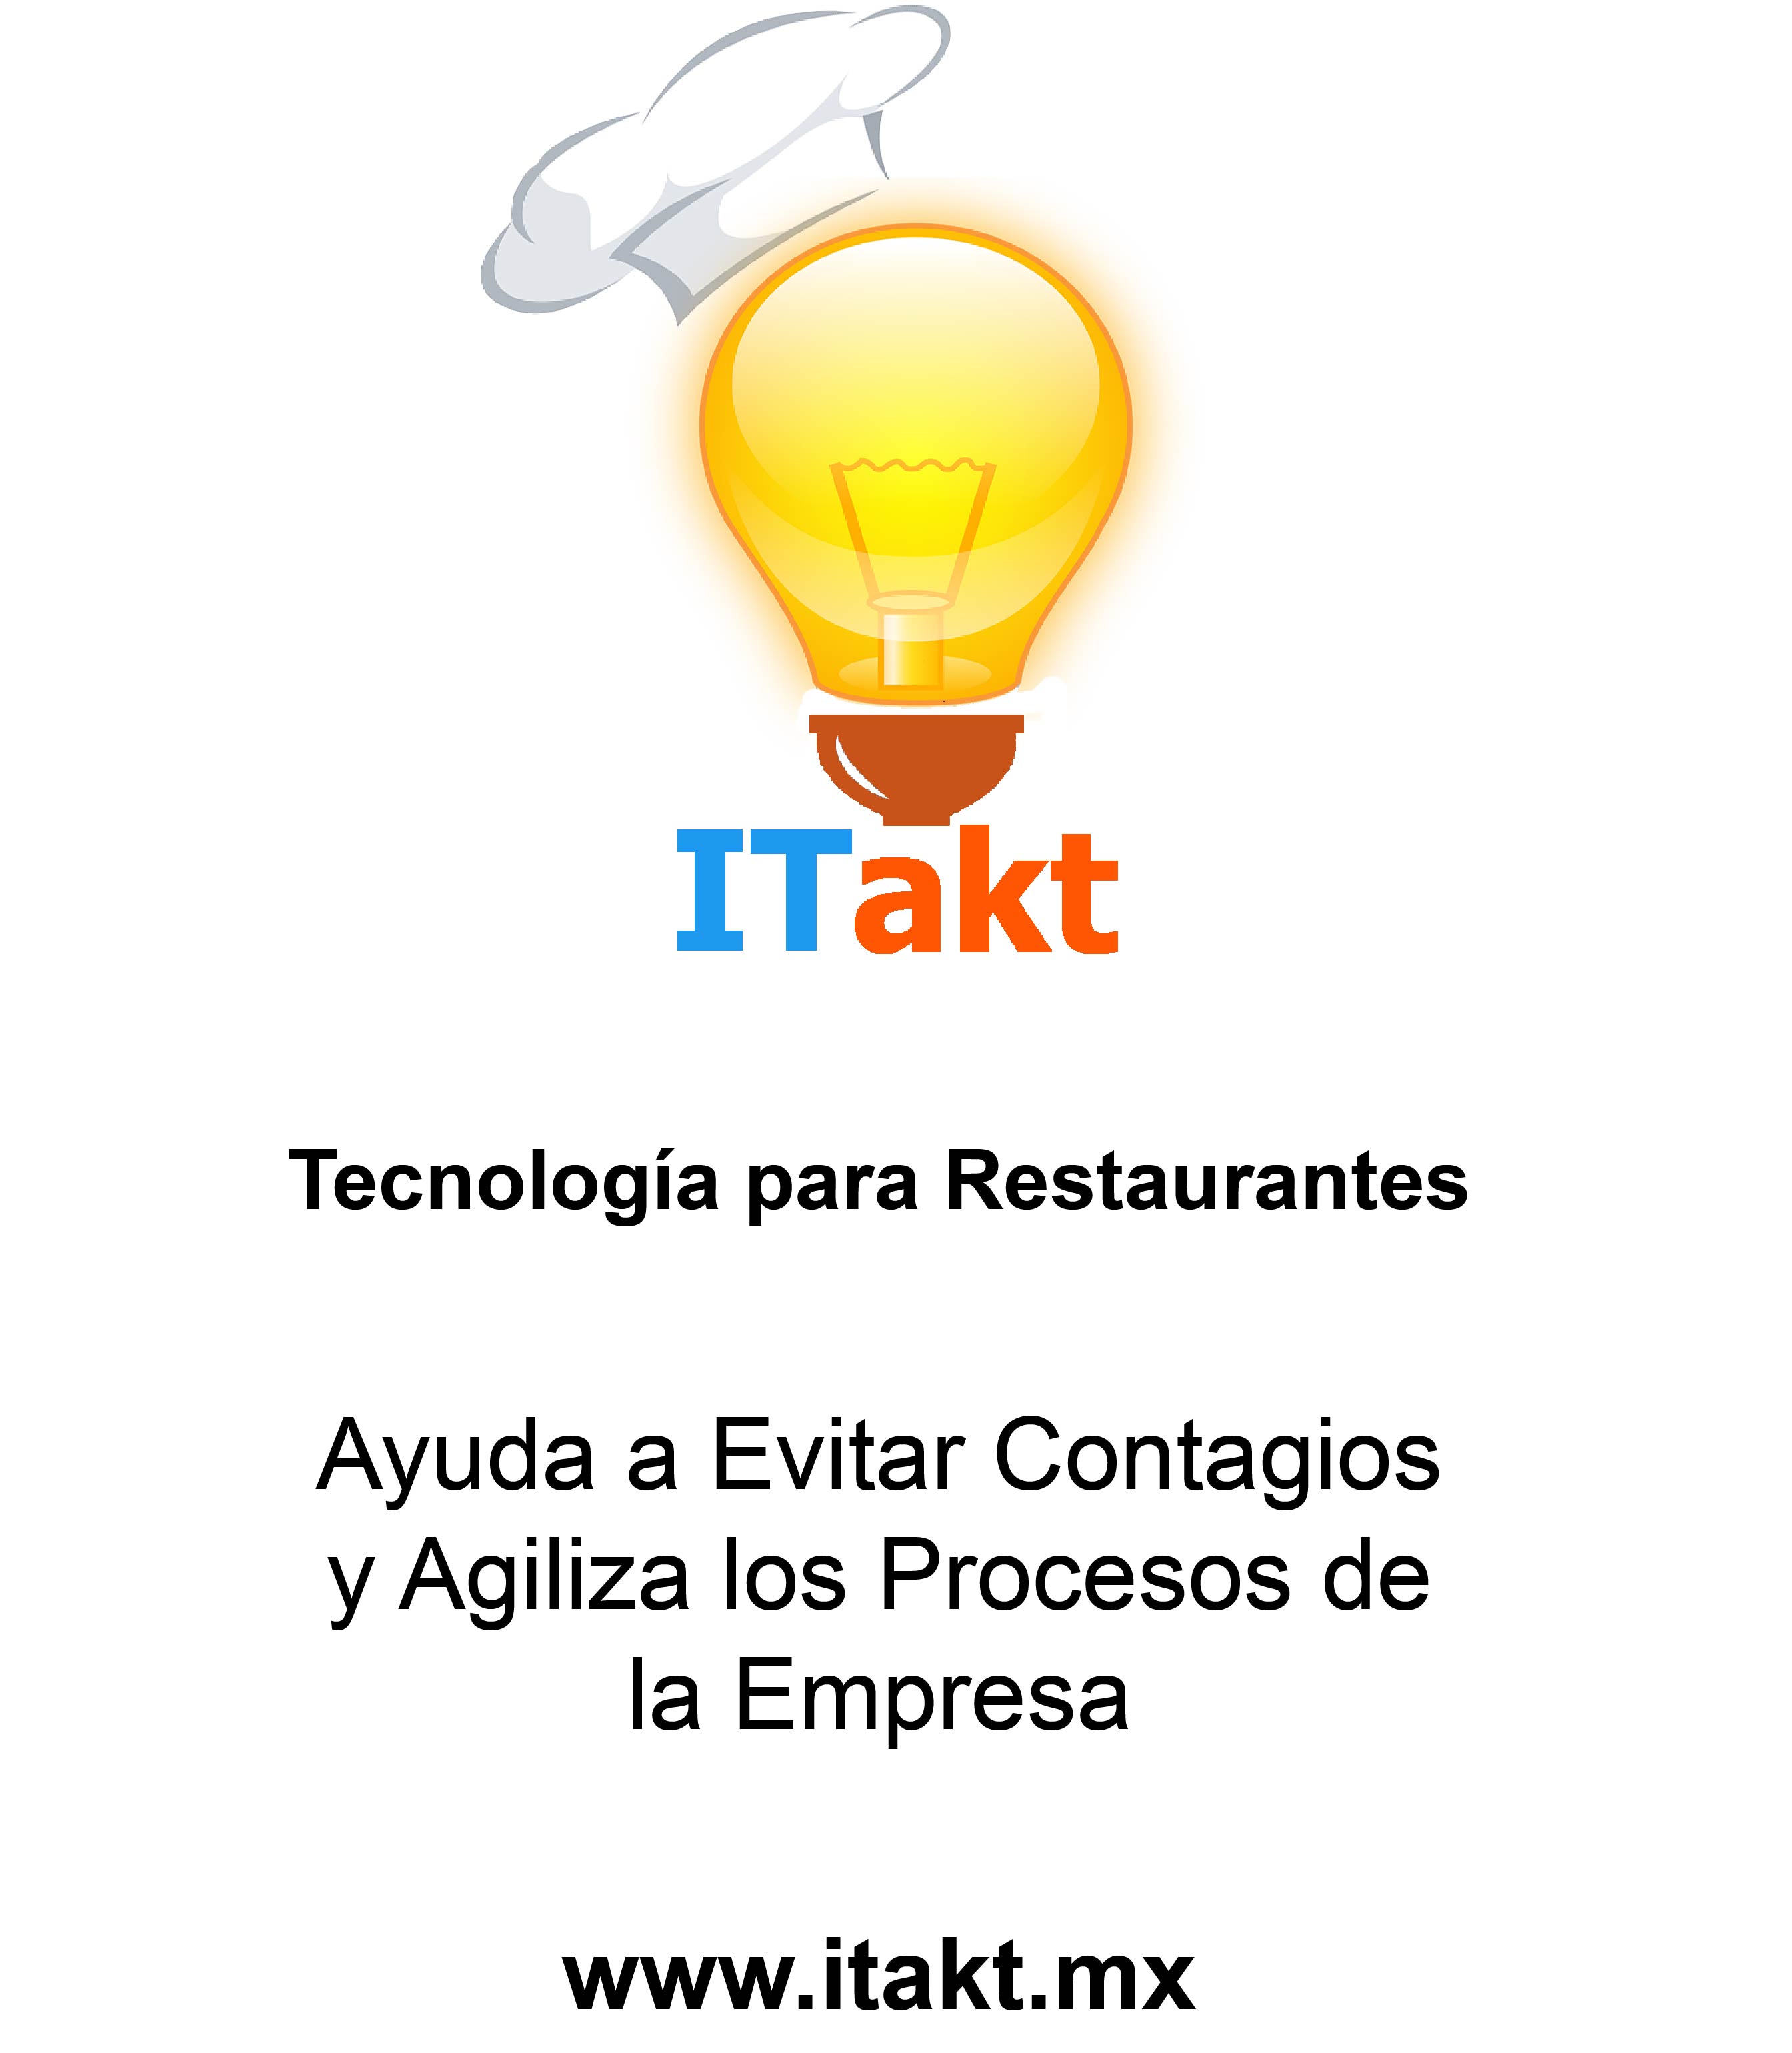 ITakt
Tecnología para Restaurantes
Ayuda a Evitar Contagios
y Agiliza los Procesos de
la Empresa
www.itakt.mx